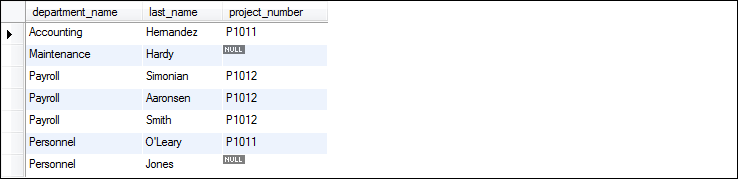 department_name last_name project_number
Accounting Hernandez P1011
Maintenance Hardy NULL
Payroll Simonian P1012
Payroll Aaronsen P1012
Payroll Smith P1012
Personnel O'Leary P1011
Personnel Jones NULL